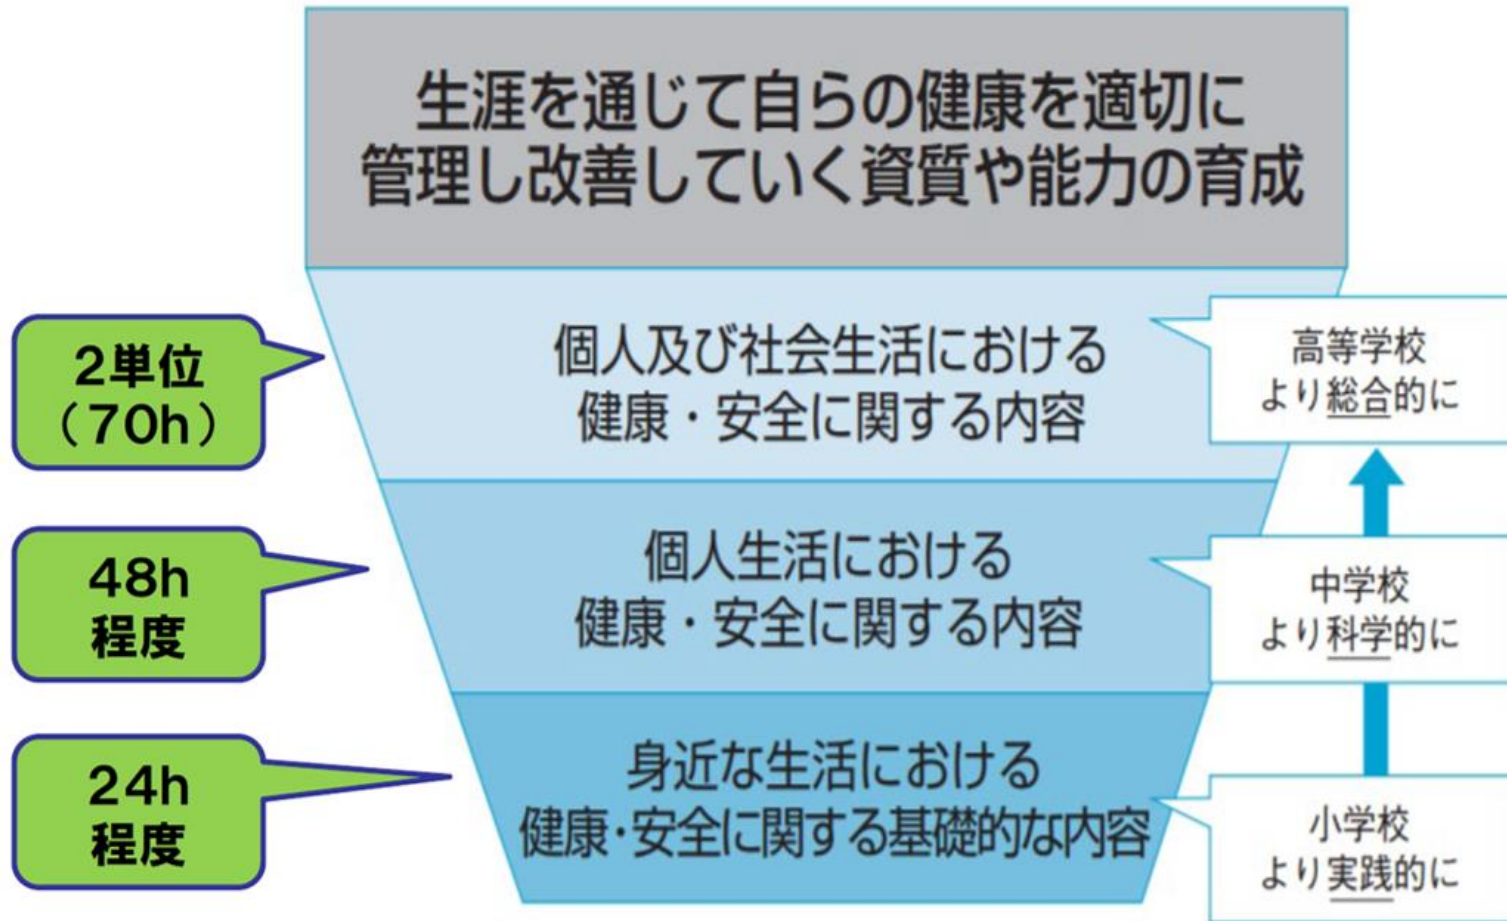 生涯を通じて自らの健康を適切に
管理し改善していく資質や能力の育成
2単位
（70h）
個人及び社会生活における
健康・安全に関する内容
高等学校
より総合的に
48h
程度
個人生活における
健康・安全に関する内容
中学校
より科学的に
24h
程度
身近な生活における
健康・安全に関する基礎的な内容
小学校
より実践的に